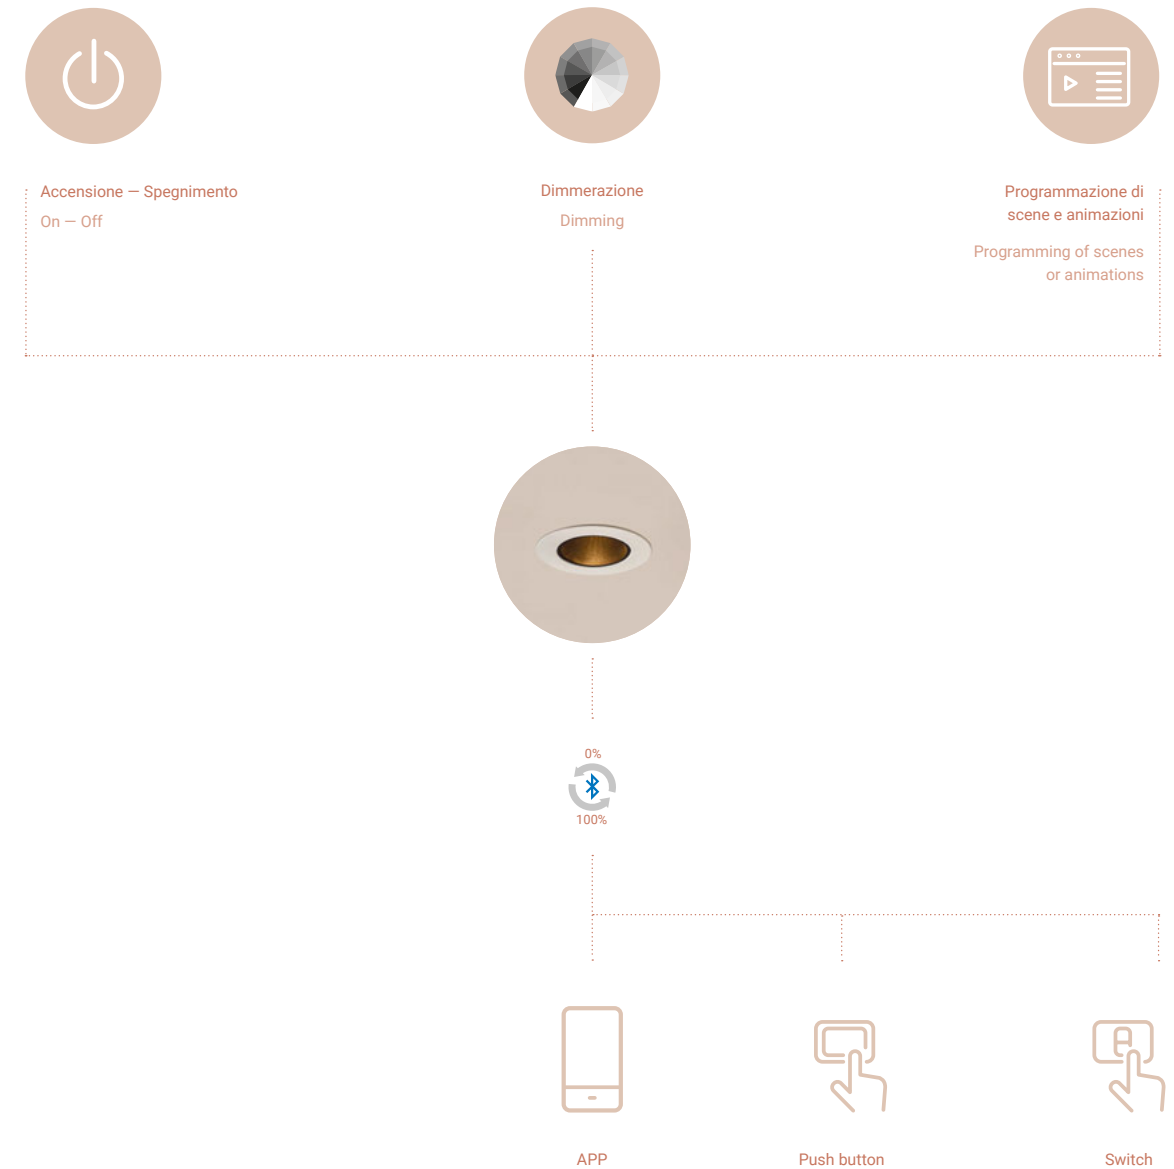 Accensione — Spegnimento
On — Off
Dimmerazione
Dimming
Programmazione di
scene e animazioni
Programming of scenes
or animations
0%
100%
APP
Push button
Switch